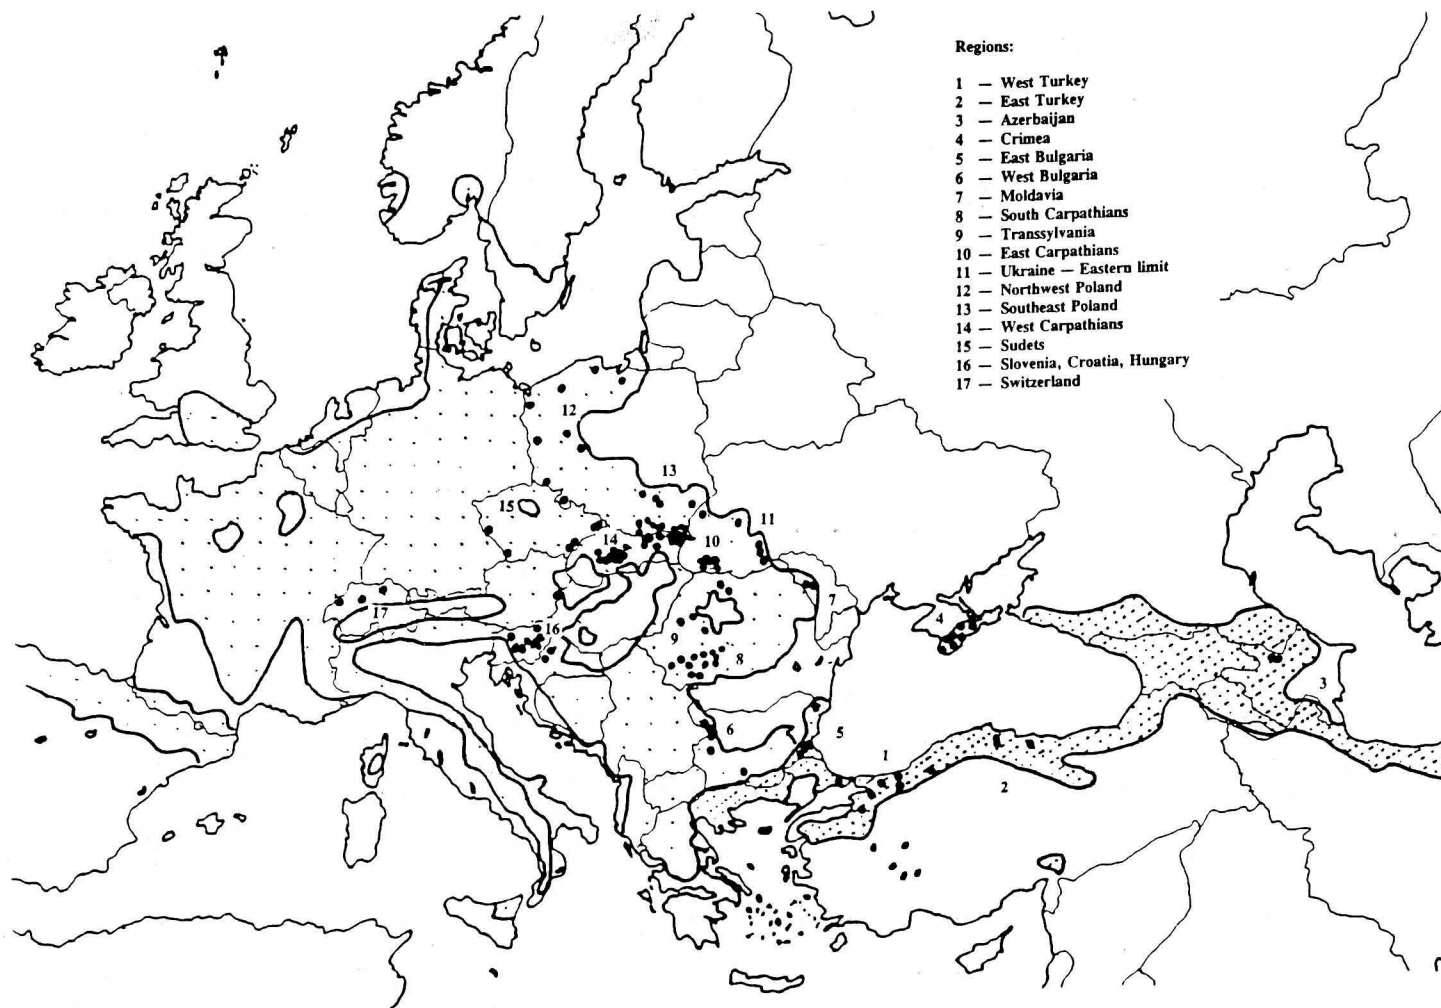 Regions:
1 — West Turkey
2 — East Turkey
3 — Azerbaijan
4 — Crimea
5 — East Bulgaria
6 — West Bulgaria
7 — Moldavia
8 — South Carpathians
9 — Transsylvania
10 — East Carpathians
11 — Ukraine — Eastern limit
12 — Northwest Poland
13 — Southeast Poland
14 — West Carpathians
15 — Sudets
16 — Slovenia, Croatia, Hungary
17 — Switzerland
12
13
15
11
14
10
7
17
4
16
9
8
3
6
5
1
2